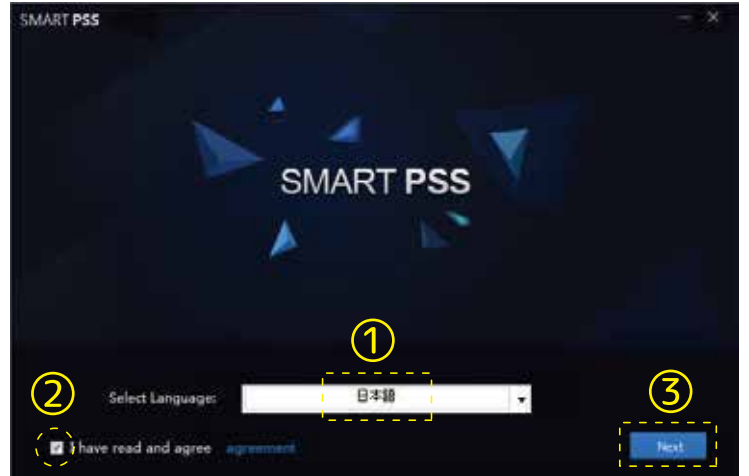 SMART PSS
SMART PSS
①
② Select Language: 日本語 ③
I have read and agree agreement Next